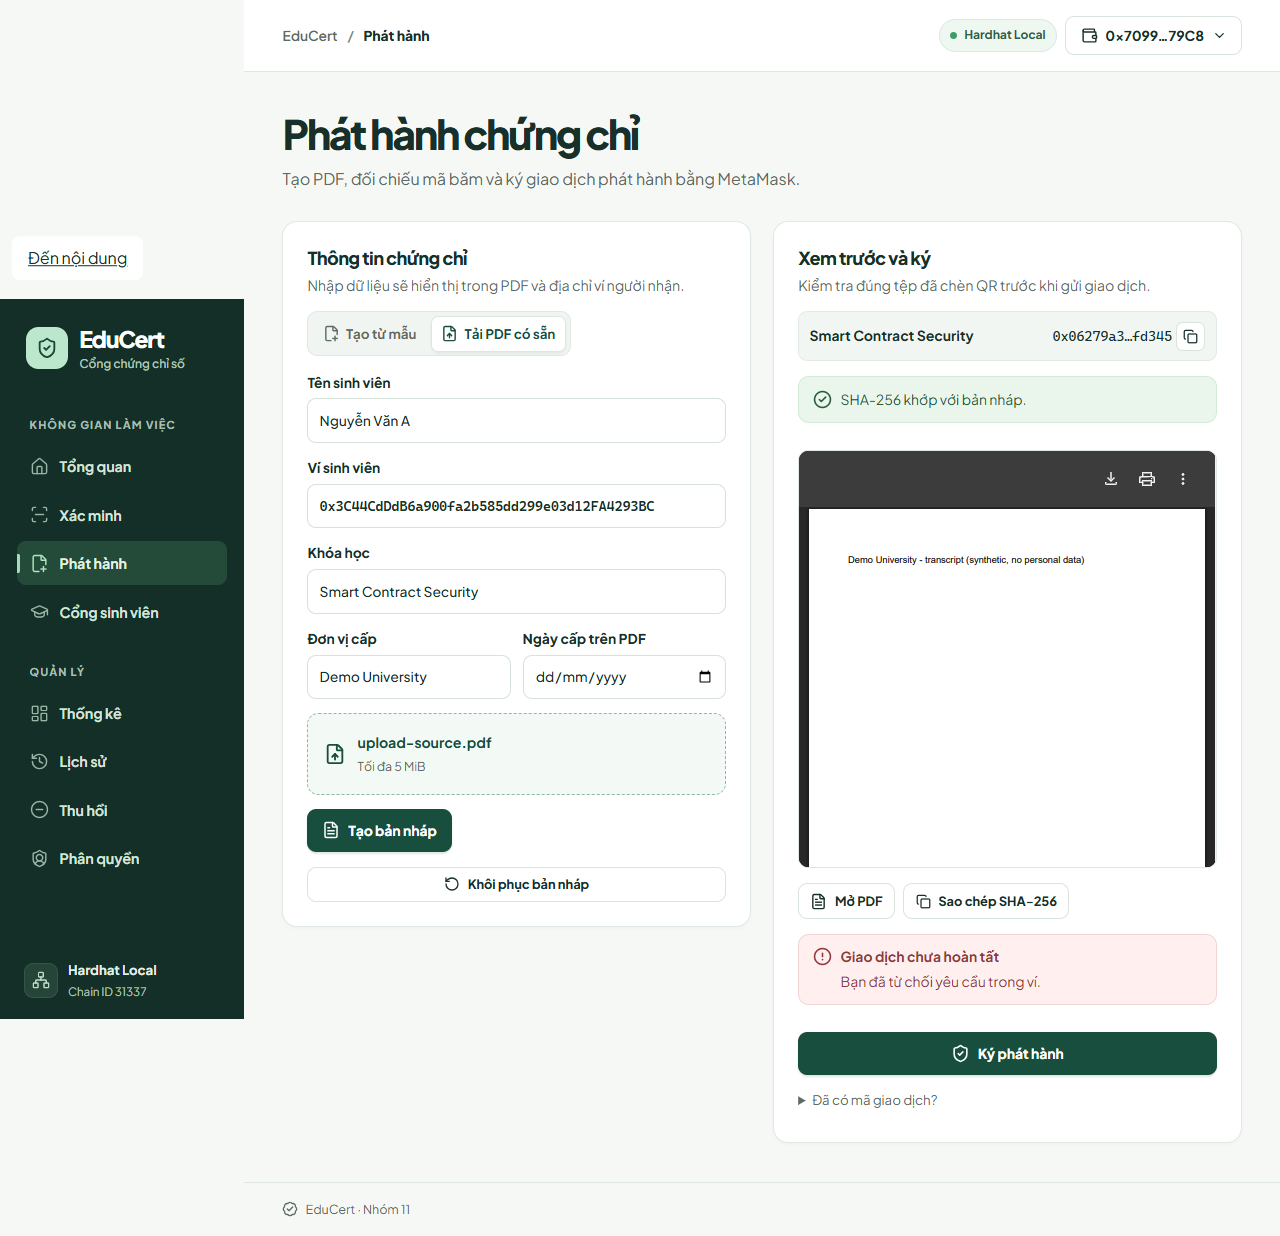 EduCert / Phát hành
Hardhat Local
0×7099…79C8
Phát hành chứng chỉ
Tạo PDF, đối chiếu mã băm và ký giao dịch phát hành bằng MetaMask.
Đến nội dung
EduCert
Cổng chứng chỉ số
KHÔNG GIAN LÀM VIỆC
Tổng quan
Xác minh
Phát hành
Cổng sinh viên
QUẢN LÝ
Thống kê
Lịch sử
Thu hồi
Phân quyền
Hardhat Local
Chain ID 31337
Thông tin chứng chỉ
Nhập dữ liệu sẽ hiển thị trong PDF và địa chỉ ví người nhận.
Tạo từ mẫu
Tải PDF có sẵn
Tên sinh viên
Nguyễn Văn A
Ví sinh viên
0x3C44CdDdB6a900fa2b585dd299e03d12FA4293BC
Khóa học
Smart Contract Security
Đơn vị cấp
Ngày cấp trên PDF
Demo University
dd/mm/yyyy
upload-source.pdf
Tối đa 5 MiB
Tạo bản nháp
Khôi phục bản nháp
Xem trước và ký
Kiểm tra đúng tệp đã chèn QR trước khi gửi giao dịch.
Smart Contract Security
0x06279a3…fd345
SHA-256 khớp với bản nháp.
Demo University - transcript (synthetic, no personal data)
Mở PDF
Sao chép SHA-256
Giao dịch chưa hoàn tất
Bạn đã từ chối yêu cầu trong ví.
Ký phát hành
Đã có mã giao dịch?
EduCert · Nhóm 11